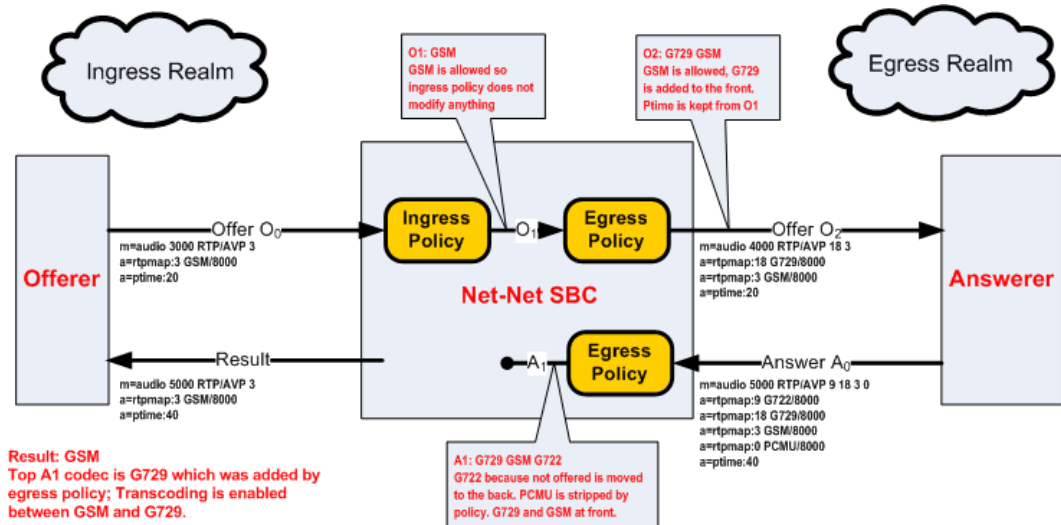 Ingress Realm
Egress Realm
O1: GSM
GSM is allowed so
ingress policy does not
modify anything
O2: G729 GSM
GSM is allowed, G729
is added to the front.
Ptime is kept from O1
Offerer
Offer O0
m=audio 3000 RTP/AVP 3
a=rtpmap:3 GSM/8000
a=ptime:20
Ingress
Policy
O1
Egress
Policy
Net-Net SBC
Offer O2
m=audio 4000 RTP/AVP 18 3
a=rtpmap:18 G729/8000
a=rtpmap:3 GSM/8000
a=ptime:20
Answerer
Result
m=audio 5000 RTP/AVP 3
a=rtpmap:3 GSM/8000
a=ptime:40
A1
Egress
Policy
Answer A0
m=audio 5000 RTP/AVP 9 18 3 0
a=rtpmap:9 G722/8000
a=rtpmap:18 G729/8000
a=rtpmap:3 GSM/8000
a=rtpmap:0 PCMU/8000
a=ptime:40
Result: GSM
Top A1 codec is G729 which was added by
egress policy; Transcoding is enabled
between GSM and G729.
A1: G729 GSM G722
G722 because not offered is moved
to the back. PCMU is stripped by
policy. G729 and GSM at front.